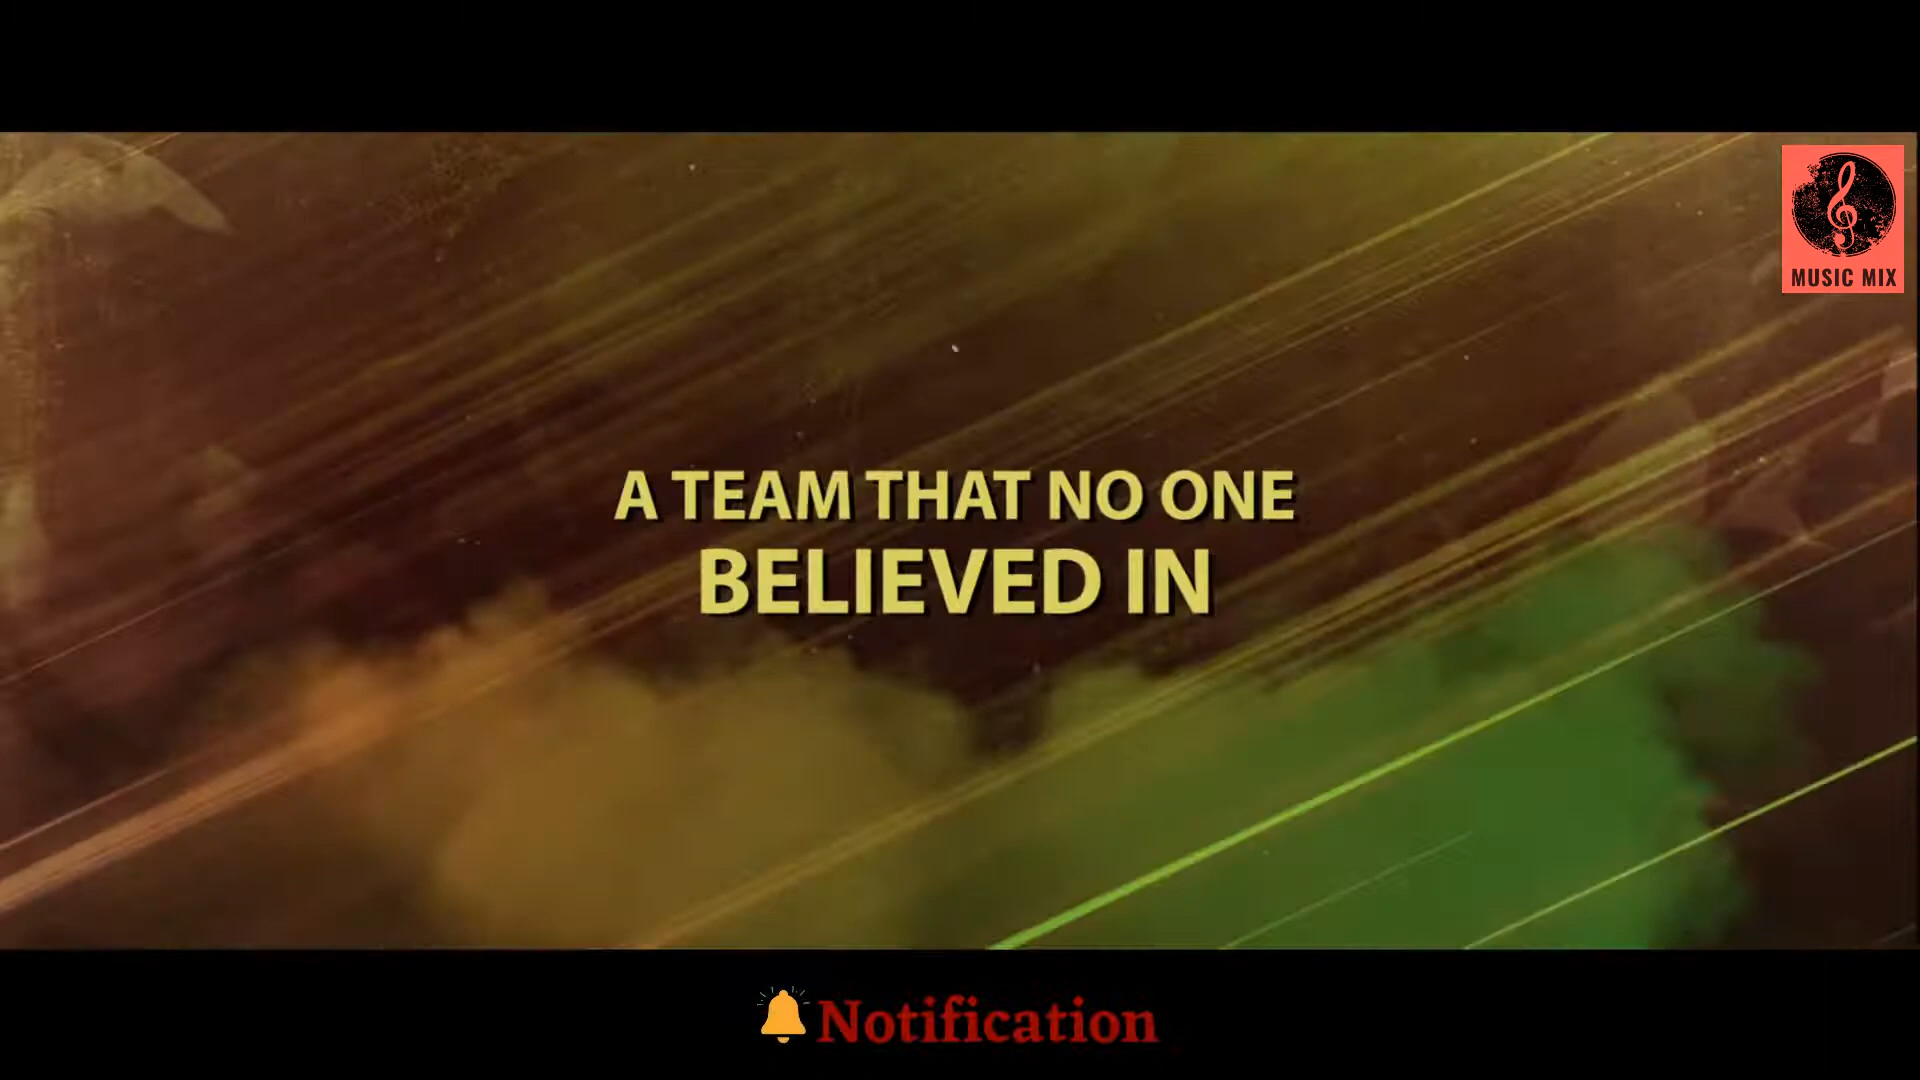 MUSIC MIX
A TEAM THAT NO ONE
BELIEVED IN
Notification